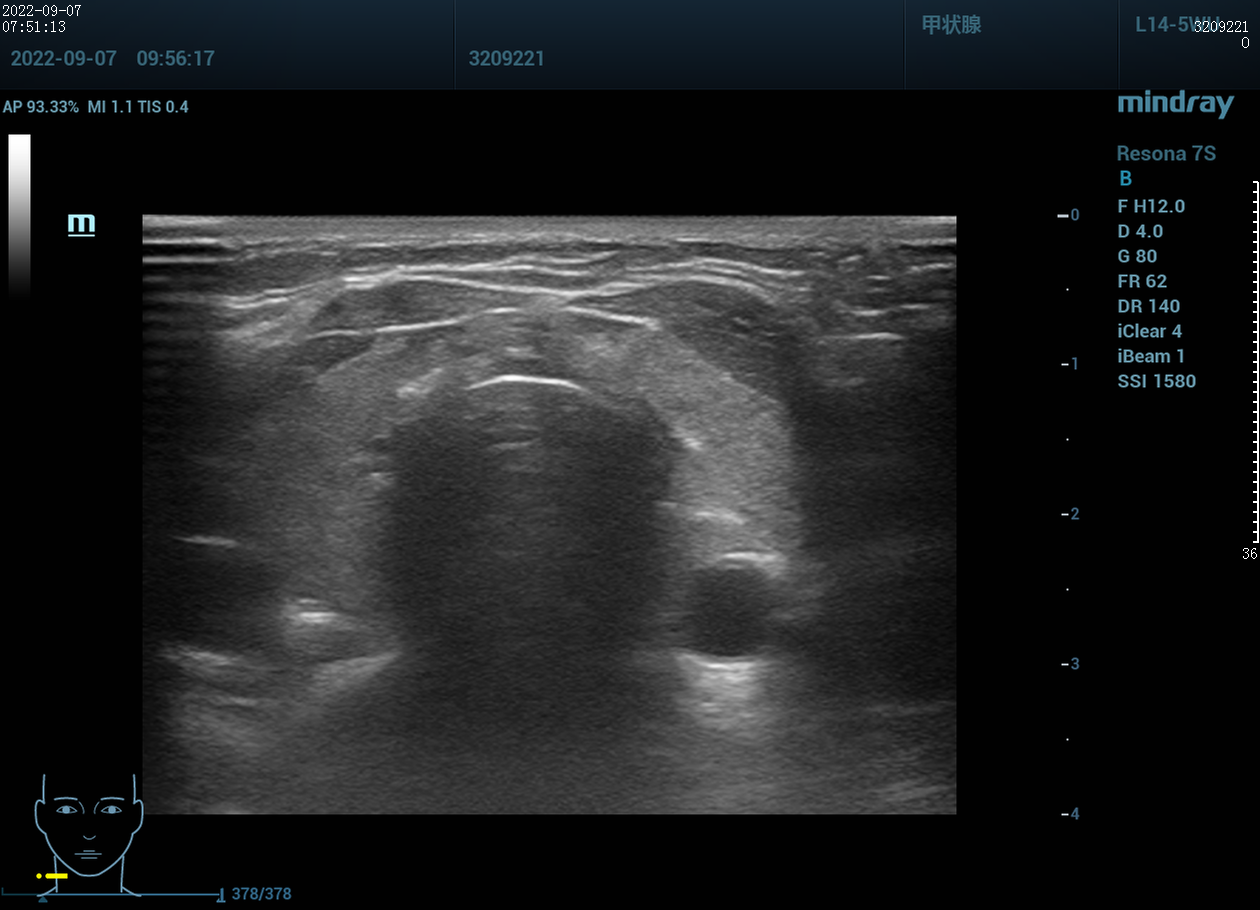 2022-09-07
07:51:13
甲状腺
3209221
0
2022-09-07 09:56:17
3209221
AP 93.33% MI 1.1 TIS 0.4
mindray
Resona 7S
B
F H12.0
D 4.0
G 80
FR 62
DR 140
iClear 4
iBeam 1
SSI 1580
m
0
1
2
3
4
36
378/378